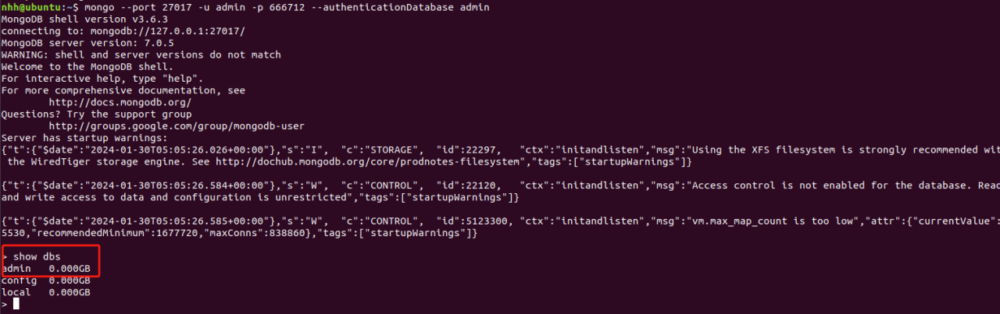 nhh@ubuntu:~$ mongo --port 27017 -u admin -p 666712 --authenticationDatabase admin
MongoDB shell version v3.6.3
connecting to: mongodb://127.0.0.1:27017/
MongoDB server version: 7.0.5
WARNING: shell and server versions do not match
Welcome to the MongoDB shell.
For interactive help, type "help".
For more comprehensive documentation, see
http://docs.mongodb.org/
Questions? Try the support group
http://groups.google.com/group/mongodb-user
Server has startup warnings:
{"t":{"$date":"2024-01-30T05:05:26.026+00:00"},"s":"I",  "c":"STORAGE",  "id":22297,   "ctx":"initandlisten","msg":"Using the XFS filesystem is strongly recommended wit
the WiredTiger storage engine. See http://dochub.mongodb.org/core/prodnotes-filesystem","tags":["startupWarnings"]}
{"t":{"$date":"2024-01-30T05:05:26.584+00:00"},"s":"W",  "c":"CONTROL",  "id":22120,   "ctx":"initandlisten","msg":"Access control is not enabled for the database. Reac
and write access to data and configuration is unrestricted","tags":["startupWarnings"]}
{"t":{"$date":"2024-01-30T05:05:26.585+00:00"},"s":"W",  "c":"CONTROL",  "id":5123300, "ctx":"initandlisten","msg":"vm.max_map_count is too low","attr":{"currentValue":
5530,"recommendedMinimum":1677720,"maxConns":838860},"tags":["startupWarnings"]}
> show dbs
admin   0.000GB
config  0.000GB
local   0.000GB
>